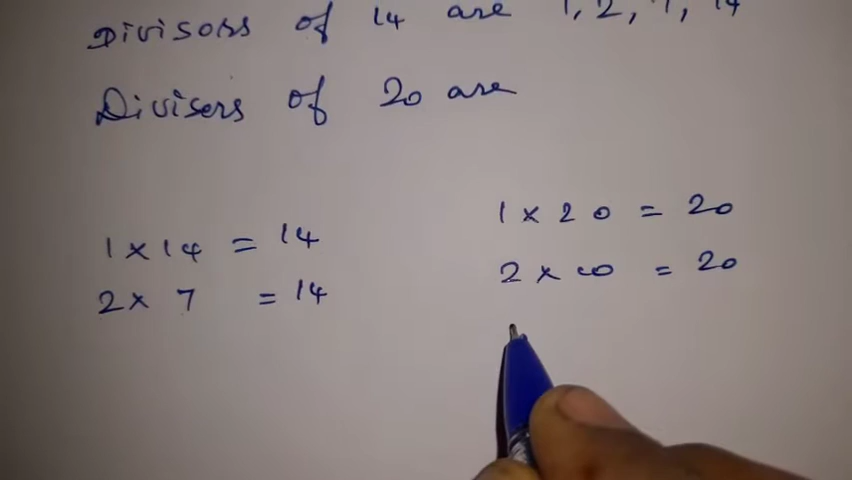 Divisors of 14 are 1, 2, 7, 14
Divisers of 20 are
1 × 14 = 14
2 × 7 = 14
1 × 20 = 20
2 × 10 = 20